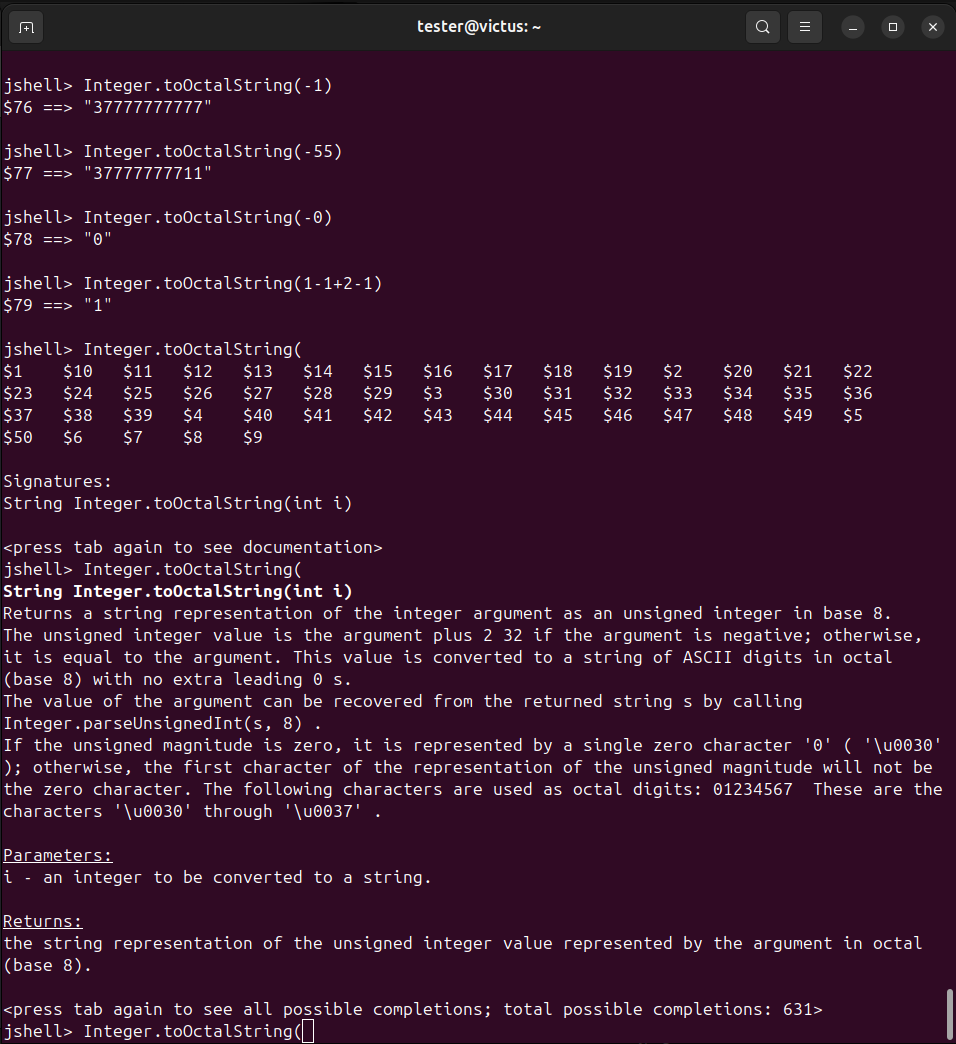 tester@victus: ~
jshell> Integer.toOctalString(-1)
$76 ==> "37777777777"
jshell> Integer.toOctalString(-55)
$77 ==> "37777777711"
jshell> Integer.toOctalString(-0)
$78 ==> "0"
jshell> Integer.toOctalString(1-1+2-1)
$79 ==> "1"
jshell> Integer.toOctalString(
$1 $10 $11 $12 $13 $14 $15 $16 $17 $18 $19 $2 $20 $21 $22
$23 $24 $25 $26 $27 $28 $29 $3 $30 $31 $32 $33 $34 $35 $36
$37 $38 $39 $4 $40 $41 $42 $43 $44 $45 $46 $47 $48 $49 $5
$50 $6 $7 $8 $9
Signatures:
String Integer.toOctalString(int i)
<press tab again to see documentation>
jshell> Integer.toOctalString(
String Integer.toOctalString(int i)
Returns a string representation of the integer argument as an unsigned integer in base 8.
The unsigned integer value is the argument plus 2 32 if the argument is negative; otherwise,
it is equal to the argument. This value is converted to a string of ASCII digits in octal
(base 8) with no extra leading 0 s.
The value of the argument can be recovered from the returned string s by calling
Integer.parseUnsignedInt(s, 8) .
If the unsigned magnitude is zero, it is represented by a single zero character '0' ( '\u0030'
); otherwise, the first character of the representation of the unsigned magnitude will not be
the zero character. The following characters are used as octal digits: 01234567  These are the
characters '\u0030' through '\u0037' .
Parameters:
i - an integer to be converted to a string.
Returns:
the string representation of the unsigned integer value represented by the argument in octal
(base 8).
<press tab again to see all possible completions; total possible completions: 631>
jshell> Integer.toOctalString(